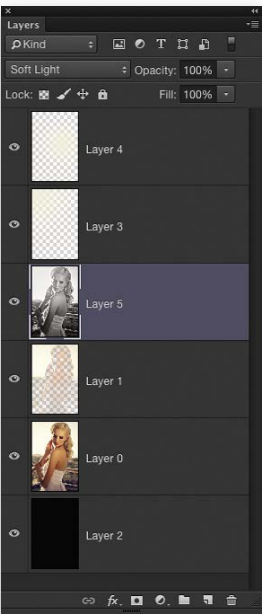 Layers
Kind
Soft Light Opacity: 100%
Lock: Fill: 100%
Layer 4
Layer 3
Layer 5
Layer 1
Layer 0
Layer 2
fx